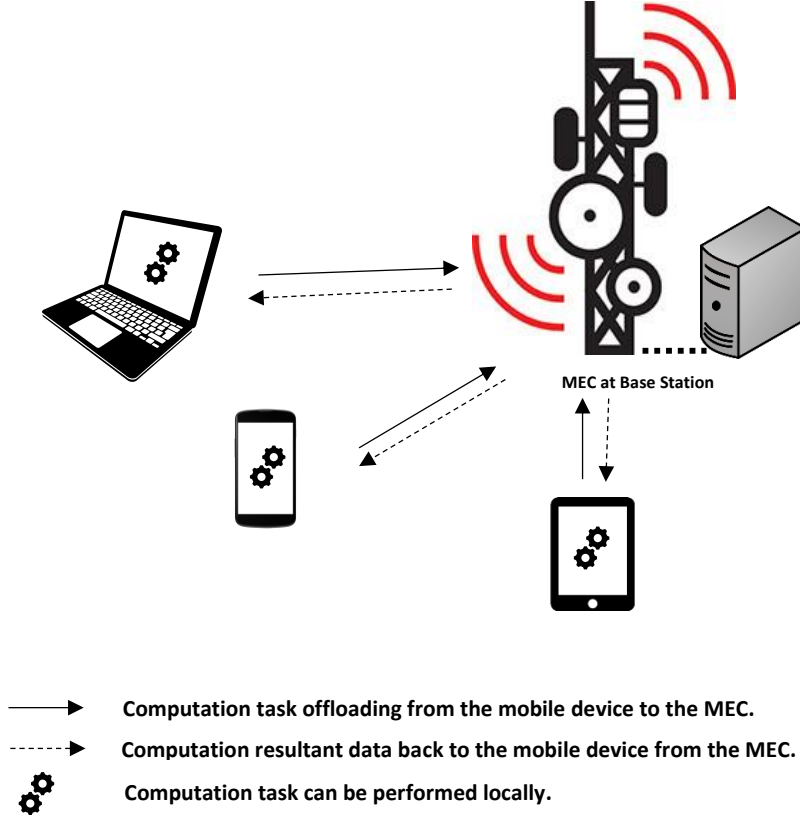 MEC at Base Station
Computation task offloading from the mobile device to the MEC.
Computation resultant data back to the mobile device from the MEC.
Computation task can be performed locally.